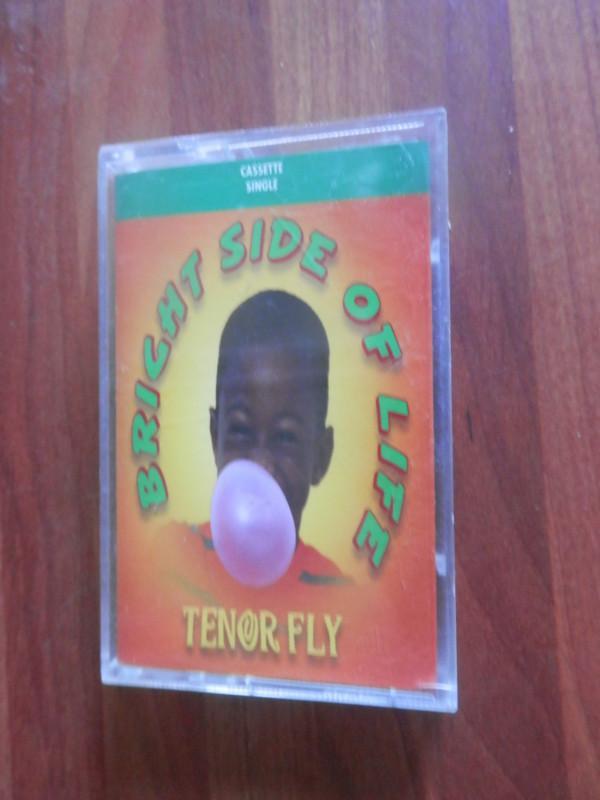 CASSETTE
SINGLE
BRIGHT SIDE OF LIFE
TENOR FLY